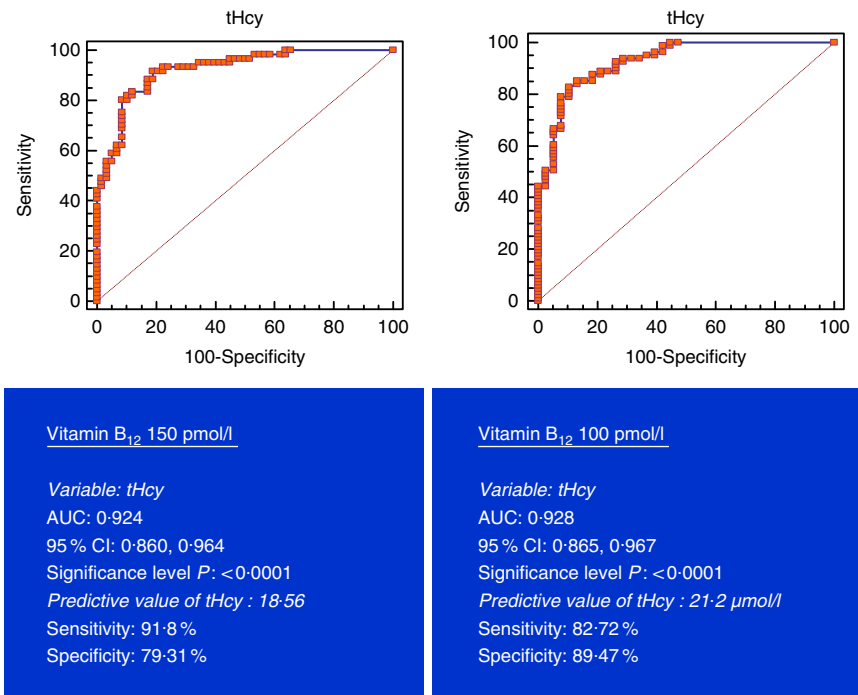 tHcy
100
80
60
40
20
0
Sensitivity
0 20 40 60 80 100
100-Specificity
tHcy
100
80
60
40
20
0
Sensitivity
0 20 40 60 80 100
100-Specificity
Vitamin B12 150 pmol/l
Variable: tHcy
AUC: 0·924
95 % CI: 0·860, 0·964
Significance level P: <0·0001
Predictive value of tHcy : 18·56
Sensitivity: 91·8 %
Specificity: 79·31 %
Vitamin B12 100 pmol/l
Variable: tHcy
AUC: 0·928
95 % CI: 0·865, 0·967
Significance level P: <0·0001
Predictive value of tHcy : 21·2 μmol/l
Sensitivity: 82·72 %
Specificity: 89·47 %